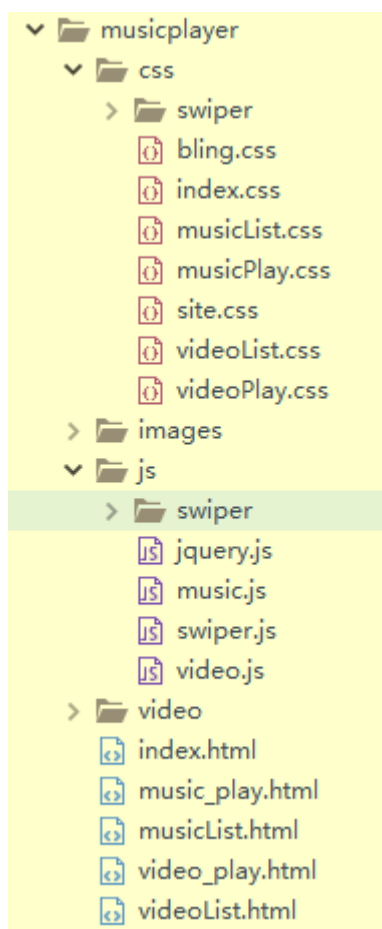 musicplayer
css
swiper
bling.css
index.css
musicList.css
musicPlay.css
site.css
videoList.css
videoPlay.css
images
js
swiper
jquery.js
music.js
swiper.js
video.js
video
index.html
music_play.html
musicList.html
video_play.html
videoList.html